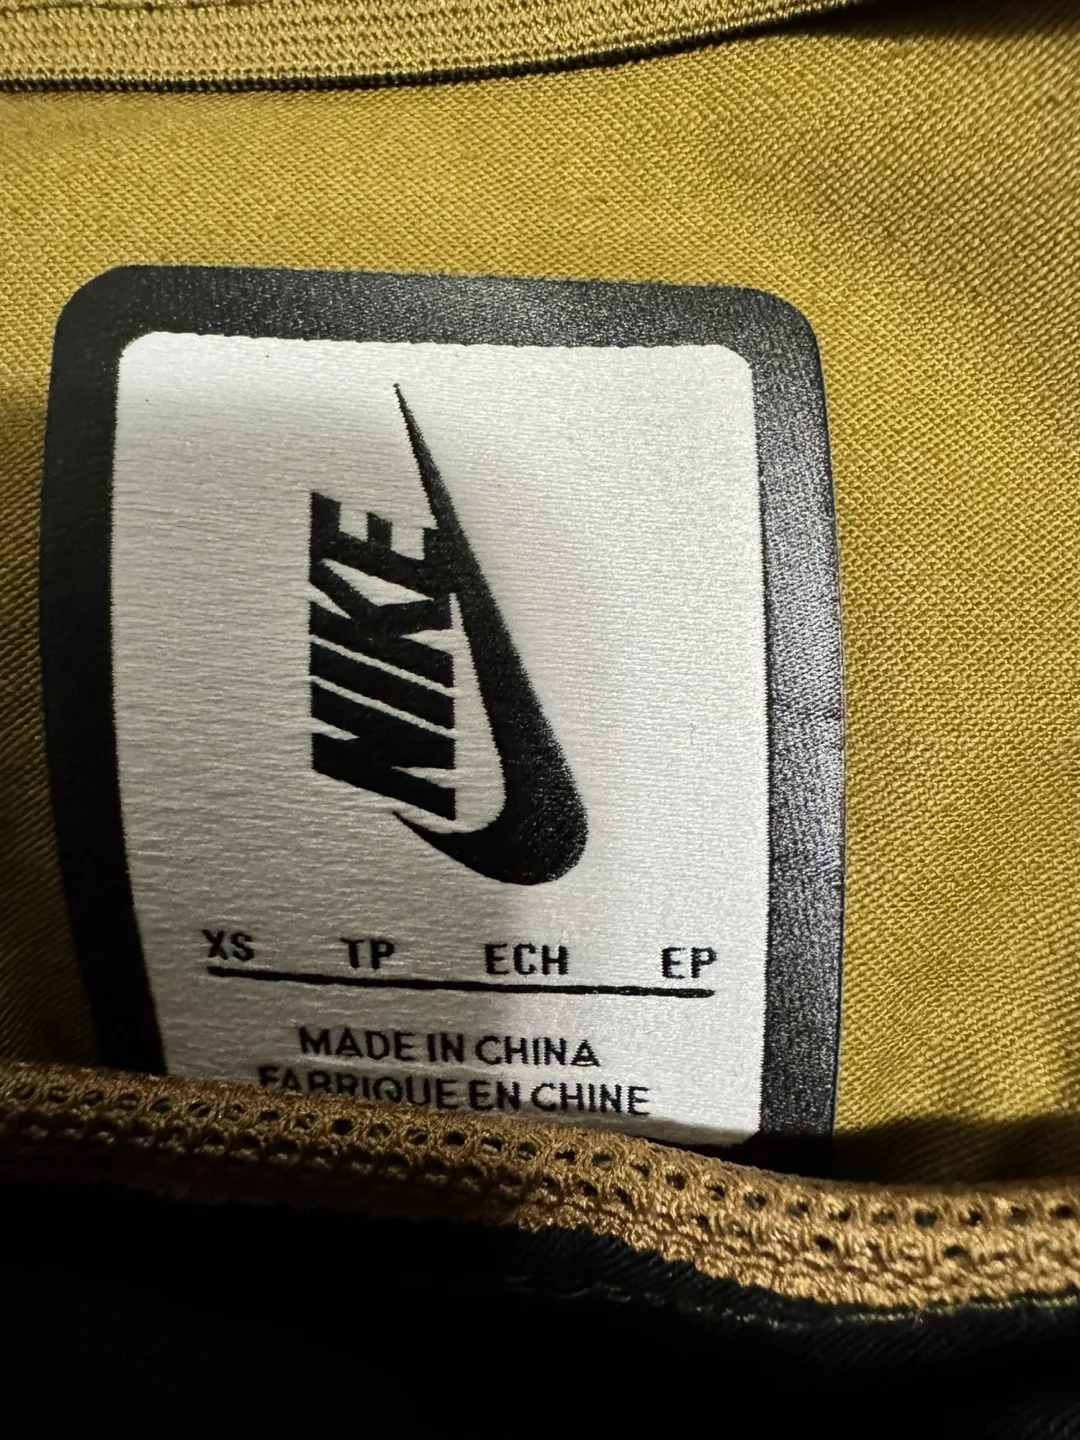 NIKE
XS TP ECH EP
MADE IN CHINA
FABRIQUE EN CHINE